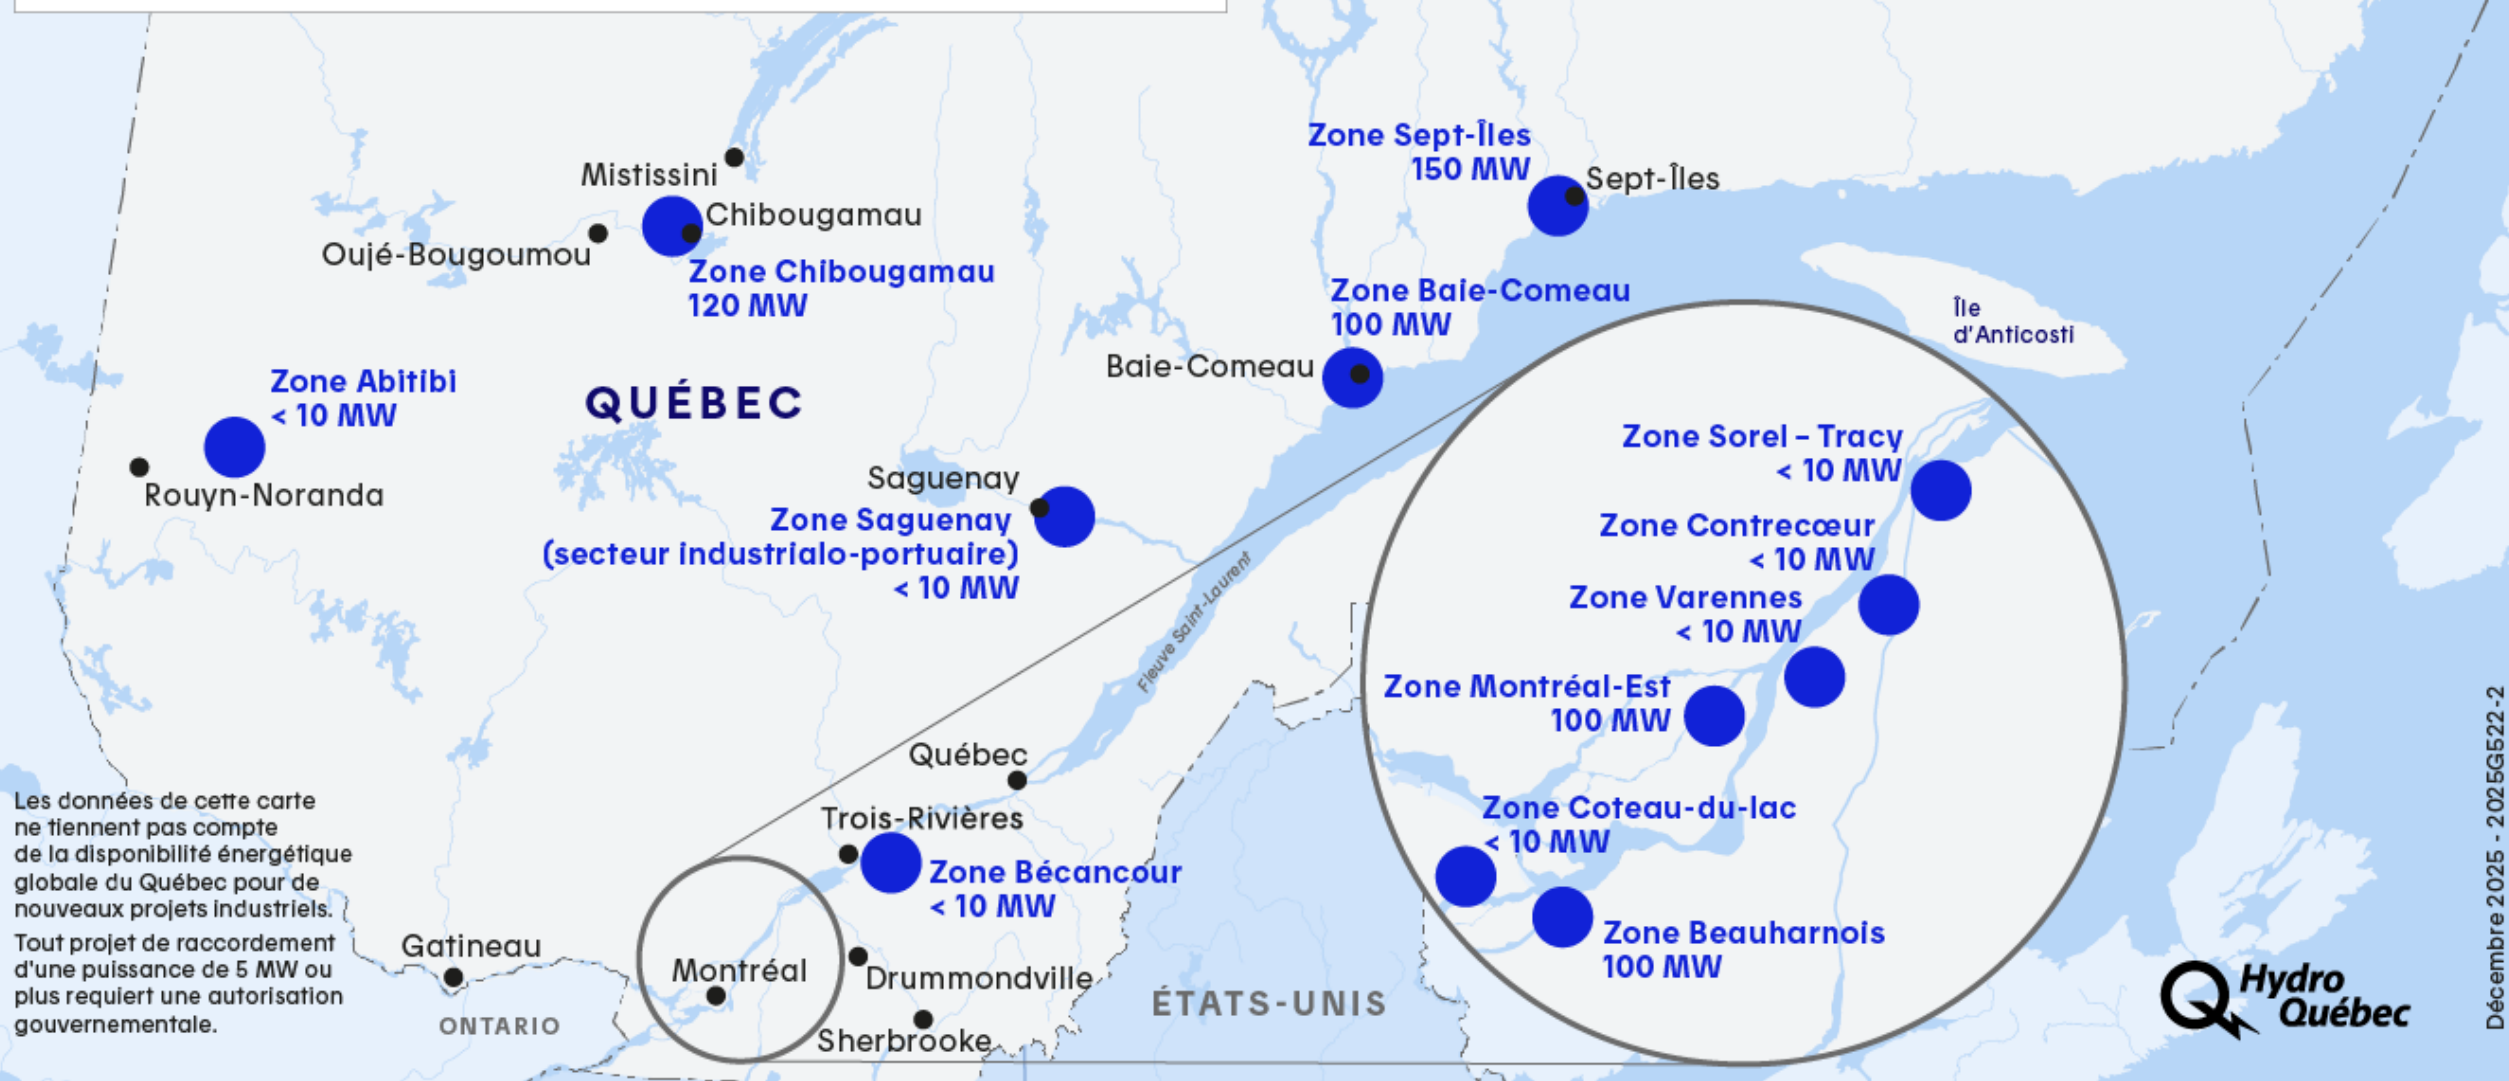 Zone Sept-Îles
150 MW
Sept-Îles
Mistissini
Chibougamau
Oujé-Bougoumou
Zone Chibougamau
120 MW
Zone Baie-Comeau
100 MW
Baie-Comeau
Île
d'Anticosti
Zone Abitibi
< 10 MW
Rouyn-Noranda
QUÉBEC
Saguenay
Zone Saguenay
(secteur industrialo-portuaire)
< 10 MW
Fleuve Saint-Laurent
Zone Sorel – Tracy
< 10 MW
Zone Contrecœur
< 10 MW
Zone Varennes
< 10 MW
Zone Montréal-Est
100 MW
Zone Coteau-du-lac
< 10 MW
Zone Beauharnois
100 MW
Québec
Trois-Rivières
Zone Bécancour
< 10 MW
Les données de cette carte
ne tiennent pas compte
de la disponibilité énergétique
globale du Québec pour de
nouveaux projets industriels.
Tout projet de raccordement
d'une puissance de 5 MW ou
plus requiert une autorisation
gouvernementale.
Gatineau
ONTARIO
Montréal
Drummondville
Sherbrooke
ÉTATS-UNIS
Hydro
Québec
Décembre 2025 - 2025G522-2